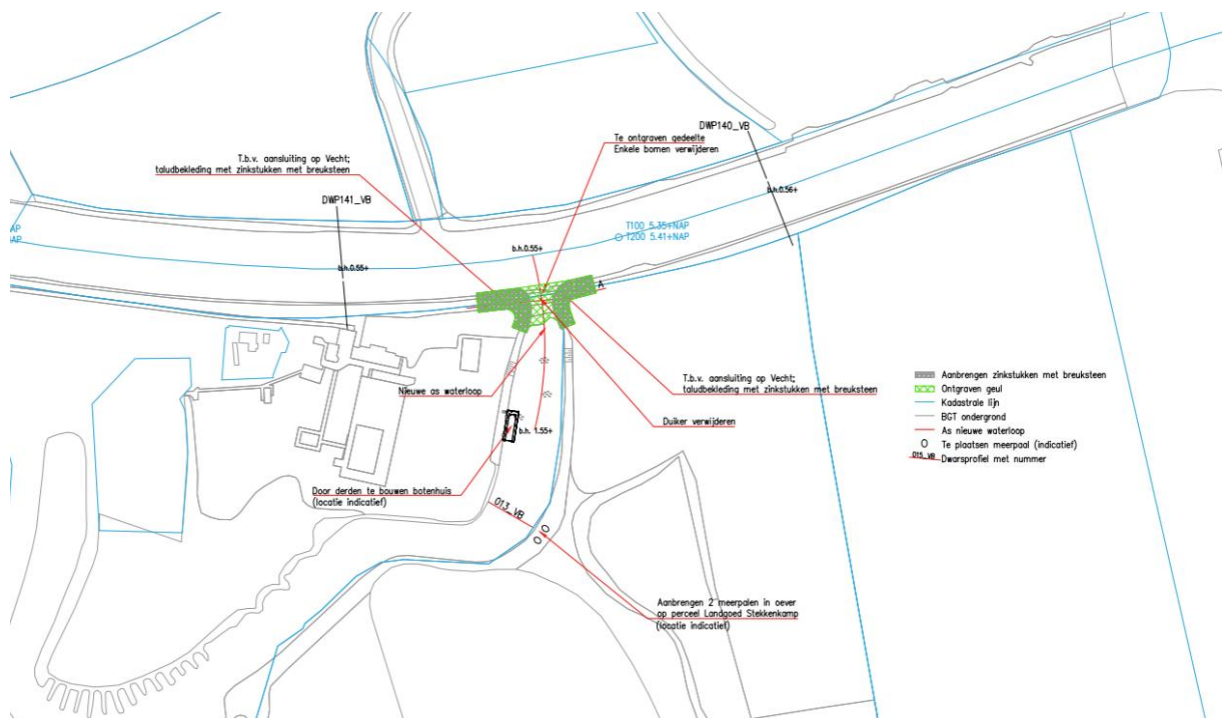 DWP140_VB
Te ontgraven gedeelte
Enkele bomen verwijderen
T.b.v. aansluiting op Vecht;
taludbekleding met zinkstukken met breuksteen
DWP141_VB
b.h.0.56+
NAP
NAP
T100 5.35+NAP
T200 5.41+NAP
b.h.0.55+
b.h.0.55+
A
T.b.v. aansluiting op Vecht;
taludbekleding met zinkstukken met breuksteen
Nieuwe as waterloop
Duiker verwijderen
b.h. 1.55+
Door derden te bouwen botenhuis
(locatie indicatief)
013_VB
Aanbrengen 2 meerpalen in oever
op perceel Landgoed Stekkenkamp
(locatie indicatief)
Aanbrengen zinkstukken met breuksteen
Ontgraven geul
Kadastrale lijn
BGT ondergrond
As nieuwe waterloop
Te plaatsen meerpaal (indicatief)
015_VB Dwarsprofiel met nummer